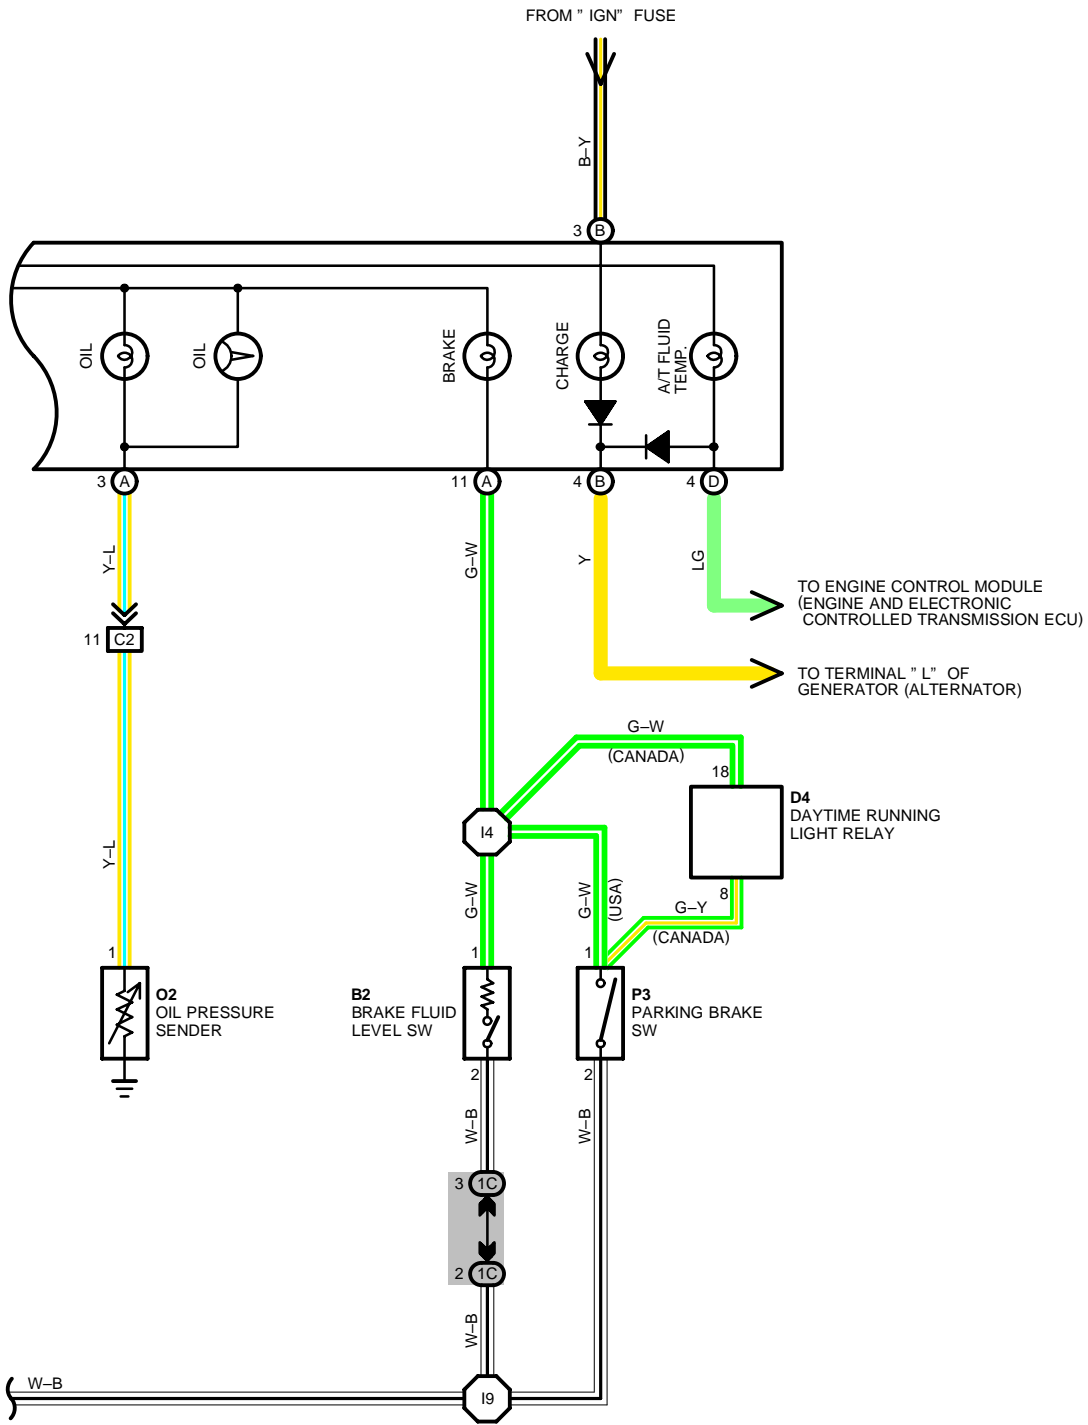 FROM ” IGN” FUSE
B–Y
3 B
OIL
OIL
BRAKE
CHARGE
A/T FLUID
TEMP.
3 A
11 A
4 B
4 D
Y–L
G–W
Y
LG
TO ENGINE CONTROL MODULE
(ENGINE AND ELECTRONIC
CONTROLLED TRANSMISSION ECU)
11 C2
TO TERMINAL ” L” OF
GENERATOR (ALTERNATOR)
G–W
(CANADA)
18
D4
DAYTIME RUNNING
LIGHT RELAY
I4
Y–L
G–W
G–W
(USA)
8
G–Y
(CANADA)
1
1
1
O2
OIL PRESSURE
SENDER
B2
BRAKE FLUID
LEVEL SW
P3
PARKING BRAKE
SW
2
2
W–B
W–B
3 1C
2 1C
W–B
W–B
I9